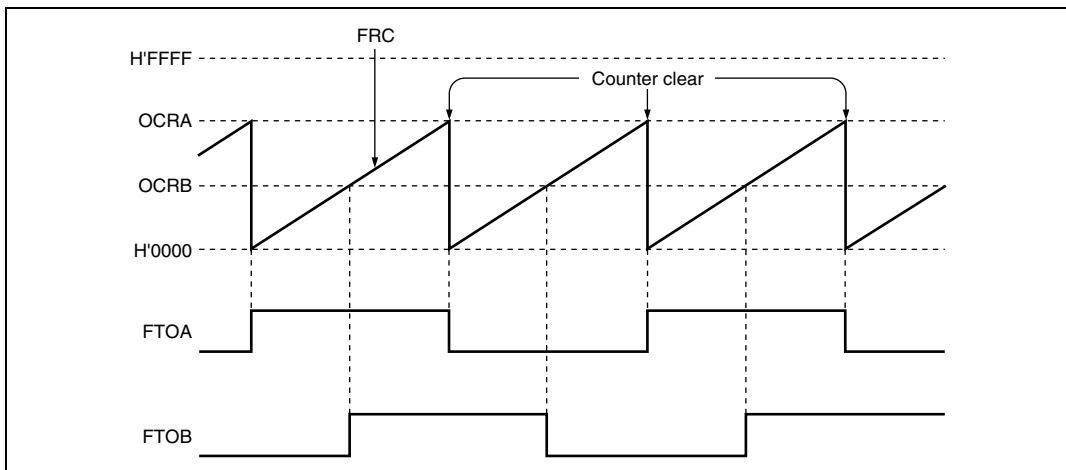 FRC
H'FFFF
Counter clear
OCRA
OCRB
H'0000
FTOA
FTOB